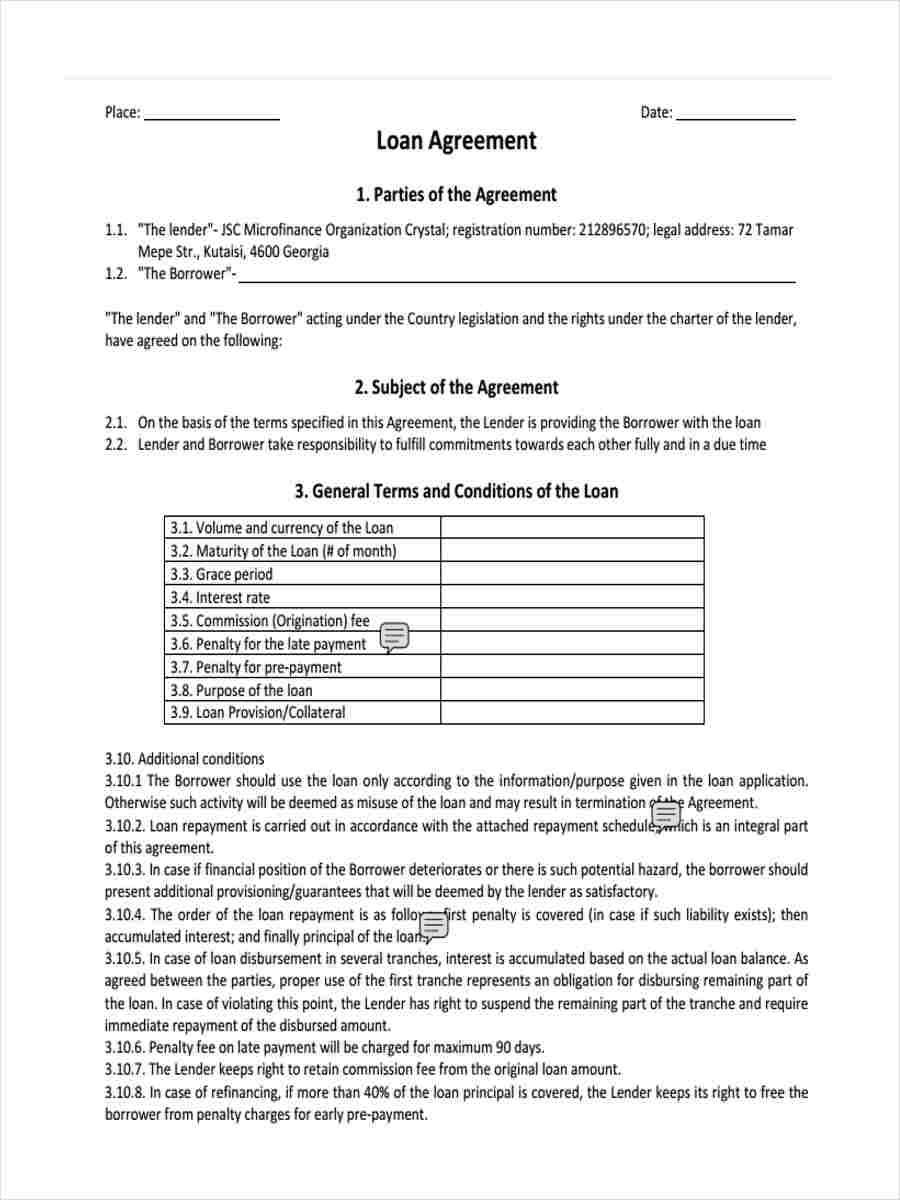 Place: ________________ Date: ______________
Loan Agreement
1. Parties of the Agreement
1.1. "The lender"- JSC Microfinance Organization Crystal; registration number: 212896570; legal address: 72 Tamar
Mepe Str., Kutaisi, 4600 Georgia
1.2. "The Borrower"- ________________
"The lender" and "The Borrower" acting under the Country legislation and the rights under the charter of the lender,
have agreed on the following:
2. Subject of the Agreement
2.1. On the basis of the terms specified in this Agreement, the Lender is providing the Borrower with the loan
2.2. Lender and Borrower take responsibility to fulfill commitments towards each other fully and in a due time
3. General Terms and Conditions of the Loan
3.1. Volume and currency of the Loan
3.2. Maturity of the Loan (# of month)
3.3. Grace period
3.4. Interest rate
3.5. Commission (Origination) fee
3.6. Penalty for the late payment
3.7. Penalty for pre-payment
3.8. Purpose of the loan
3.9. Loan Provision/Collateral
3.10. Additional conditions
3.10.1 The Borrower should use the loan only according to the information/purpose given in the loan application.
Otherwise such activity will be deemed as misuse of the loan and may result in termination of the Agreement.
3.10.2. Loan repayment is carried out in accordance with the attached repayment schedule, which is an integral part
of this agreement.
3.10.3. In case if financial position of the Borrower deteriorates or there is such potential hazard, the borrower should
present additional provisioning/guarantees that will be deemed by the lender as satisfactory.
3.10.4. The order of the loan repayment is as follows: first penalty is covered (in case if such liability exists); then
accumulated interest; and finally principal of the loan.
3.10.5. In case of loan disbursement in several tranches, interest is accumulated based on the actual loan balance. As
agreed between the parties, proper use of the first tranche represents an obligation for disbursing remaining part of
the loan. In case of violating this point, the Lender has right to suspend the remaining part of the tranche and require
immediate repayment of the disbursed amount.
3.10.6. Penalty fee on late payment will be charged for maximum 90 days.
3.10.7. The Lender keeps right to retain commission fee from the original loan amount.
3.10.8. In case of refinancing, if more than 40% of the loan principal is covered, the Lender keeps its right to free the
borrower from penalty charges for early pre-payment.